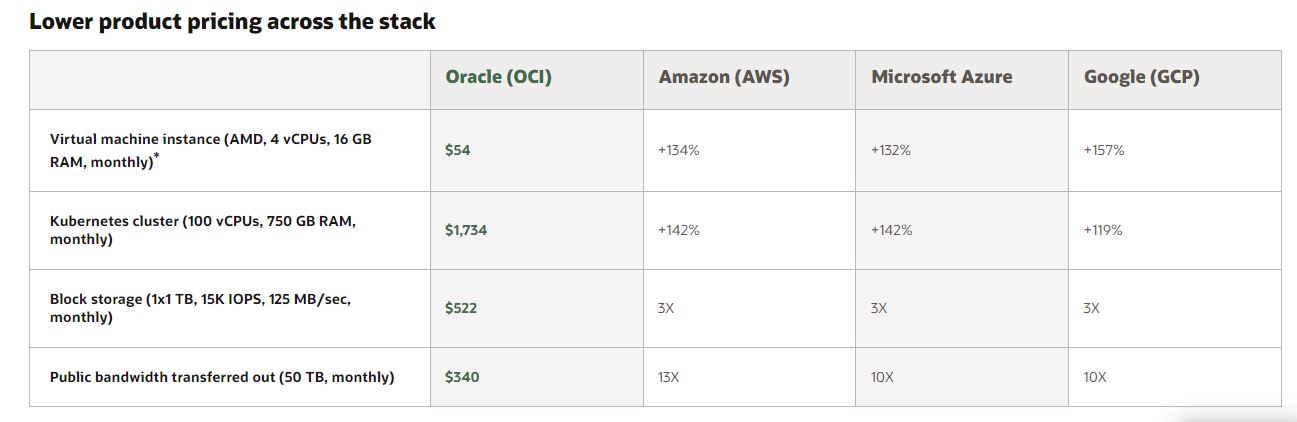 Lower product pricing across the stack
Oracle (OCI) Amazon (AWS) Microsoft Azure Google (GCP)
Virtual machine instance (AMD, 4 vCPUs, 16 GB
RAM, monthly)* $54 +134% +132% +157%
Kubernetes cluster (100 vCPUs, 750 GB RAM,
monthly) $1,734 +142% +142% +119%
Block storage (1x1 TB, 15K IOPS, 125 MB/sec,
monthly) $522 3X 3X 3X
Public bandwidth transferred out (50 TB, monthly) $340 13X 10X 10X